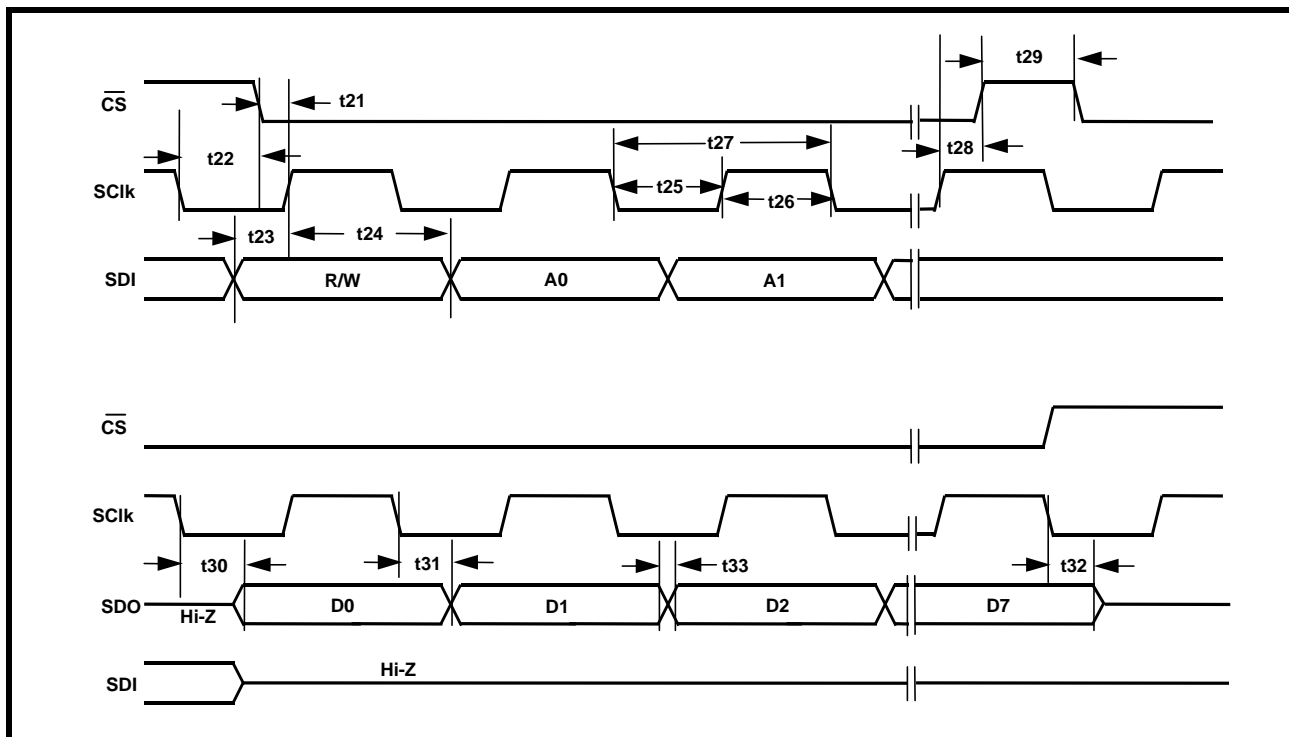 t29
CS
t21
t22
t27
t28
SClk
t25
t26
t23
t24
SDI
R/W
A0
A1
CS
SClk
t30
t31
t33
t32
SDO
Hi-Z
D0
D1
D2
D7
SDI
Hi-Z